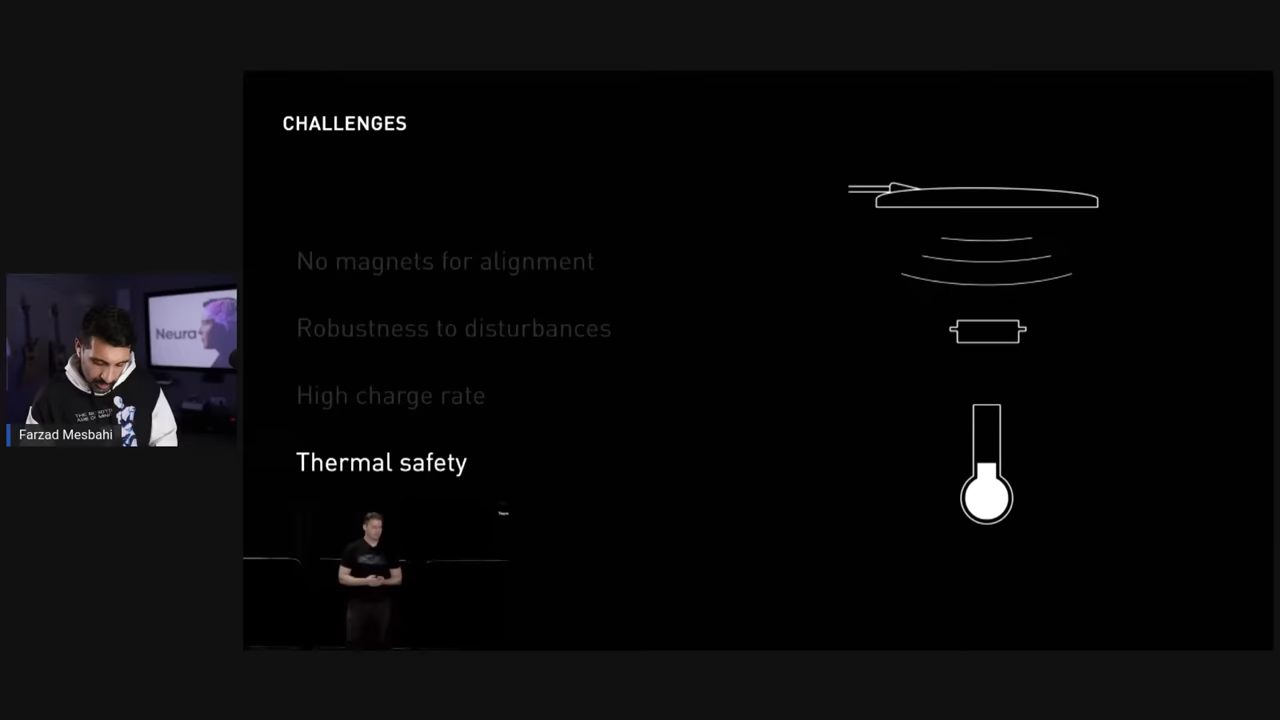 CHALLENGES
No magnets for alignment
Robustness to disturbances
High charge rate
Thermal safety
Neura
Farzad Mesbahi